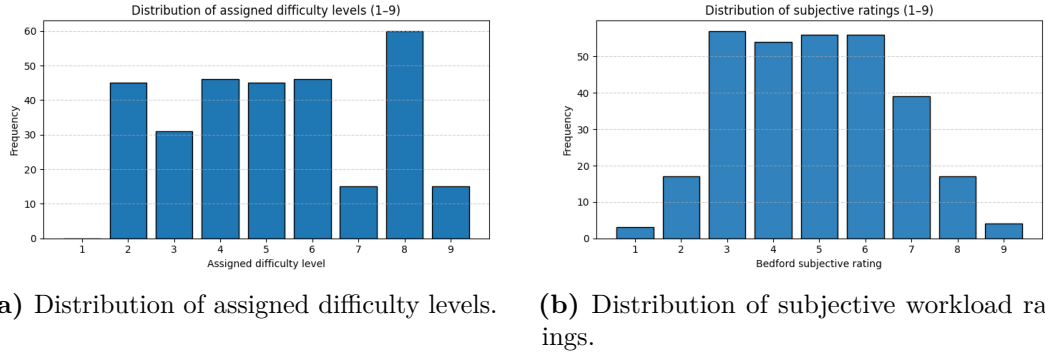 Distribution of assigned difficulty levels (1–9)
Frequency
60
50
40
30
20
10
0
1 2 3 4 5 6 7 8 9
Assigned difficulty level
a) Distribution of assigned difficulty levels.
Distribution of subjective ratings (1–9)
Frequency
50
40
30
20
10
0
1 2 3 4 5 6 7 8 9
Bedford subjective rating
(b) Distribution of subjective workload ra
ings.